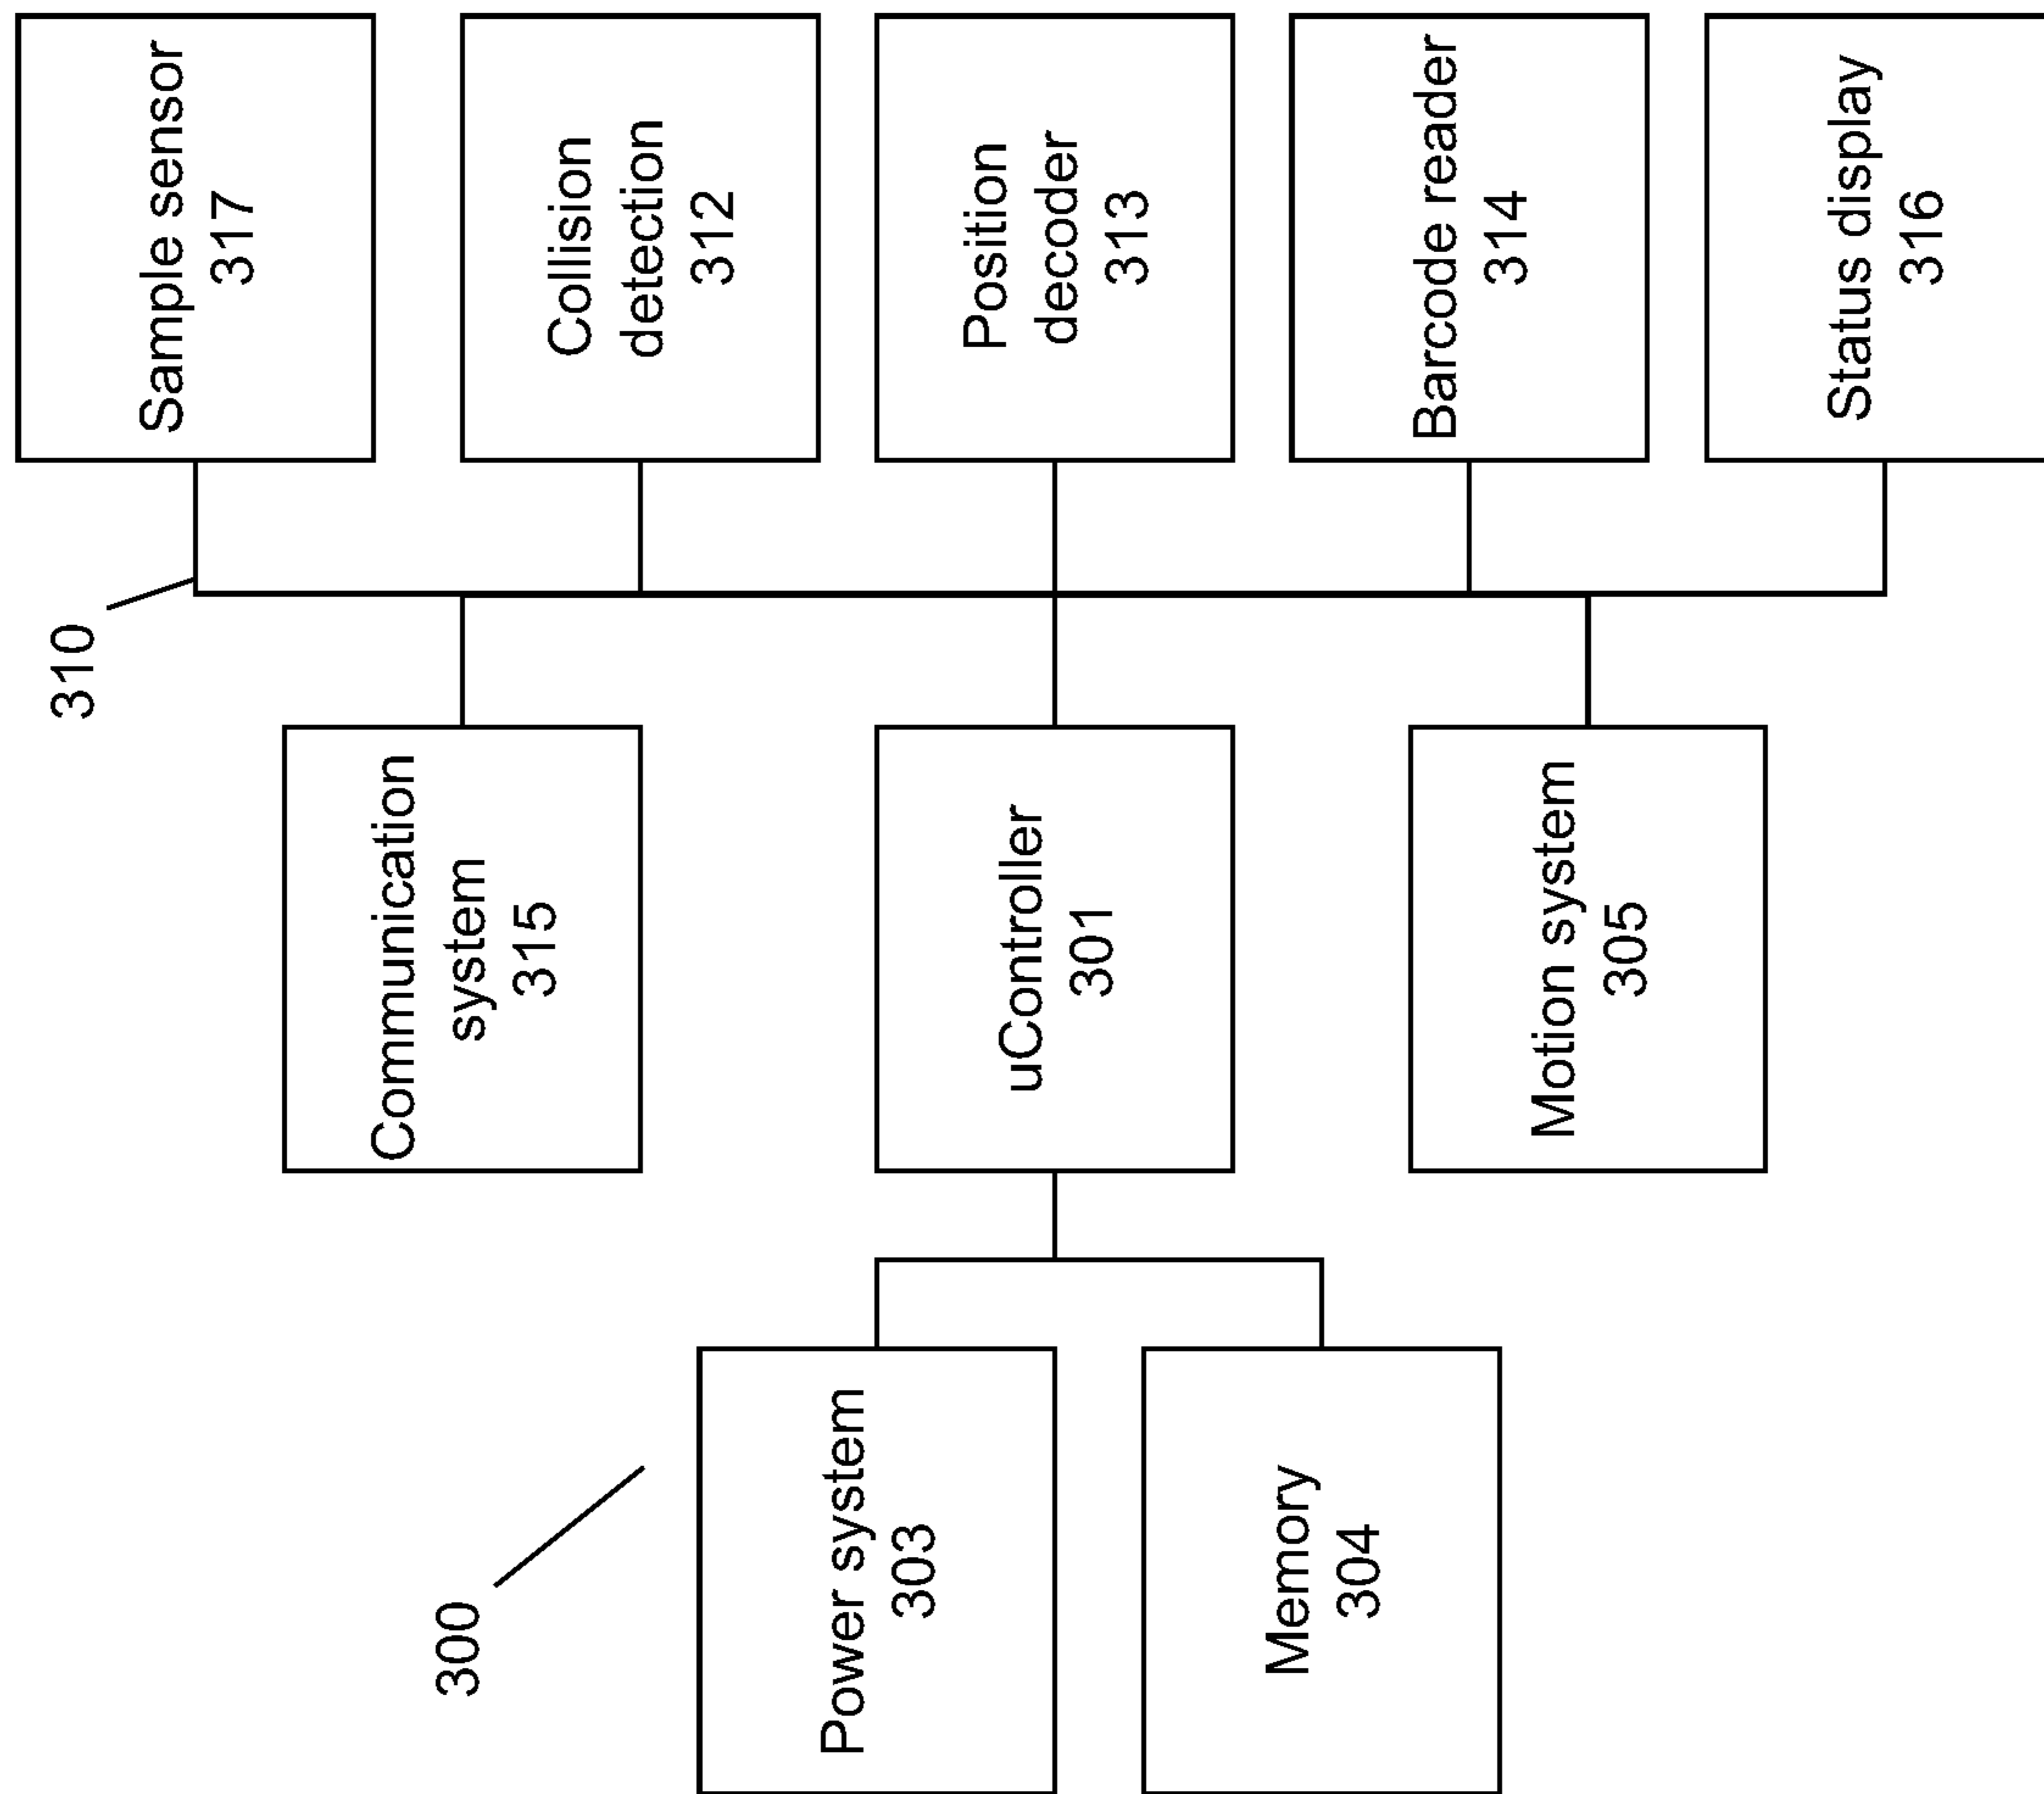 310
Sample sensor
317
Communication
system
315
300
Collision
detection
312
Power system
303
uController
301
Position
decoder
313
Memory
304
Barcode reader
314
Motion system
305
Status display
316